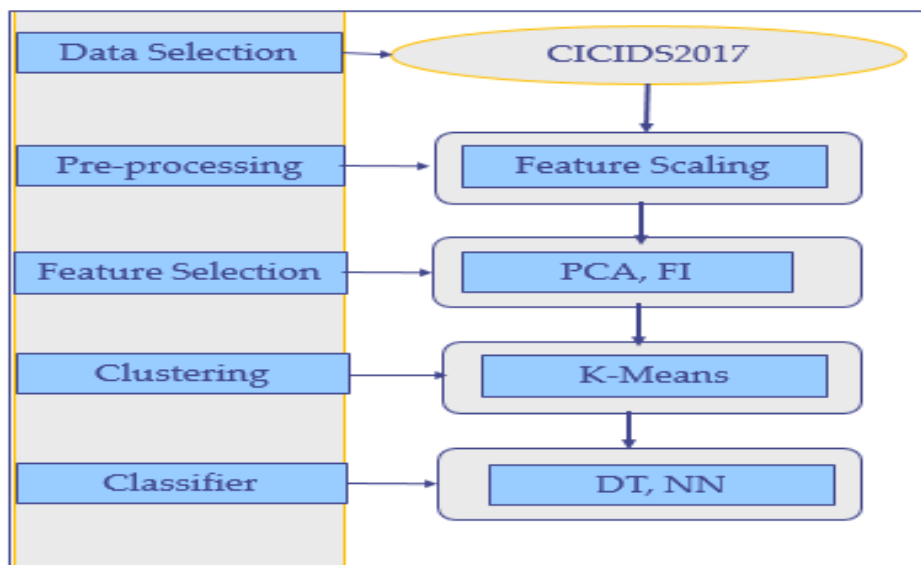 Data Selection
CICIDS2017
Pre-processing
Feature Scaling
Feature Selection
PCA, FI
Clustering
K-Means
Classifier
DT, NN